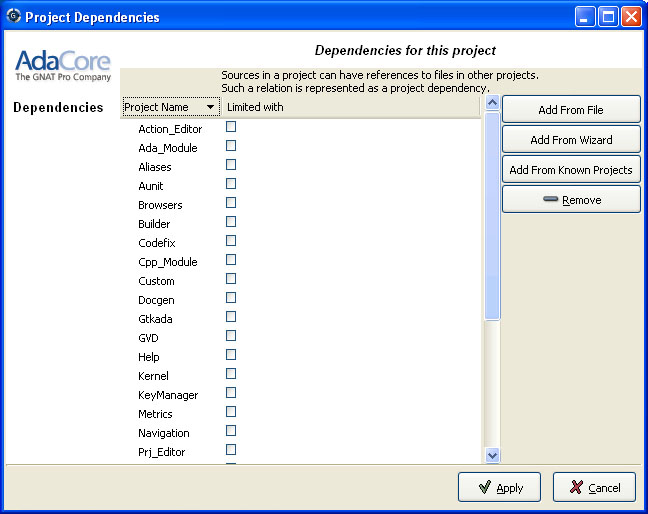 Project Dependencies
AdaCore
The GNAT Pro Company
Dependencies
Dependencies for this project
Sources in a project can have references to files in other projects.
Such a relation is represented as a project dependency.
Project Name Limited with
Action_Editor
Ada_Module
Aliases
Aunit
Browsers
Builder
Codefix
Cpp_Module
Custom
Docgen
Gtkada
GVD
Help
Kernel
KeyManager
Metrics
Navigation
Prj_Editor
Add From File
Add From Wizard
Add From Known Projects
Remove
Apply
Cancel